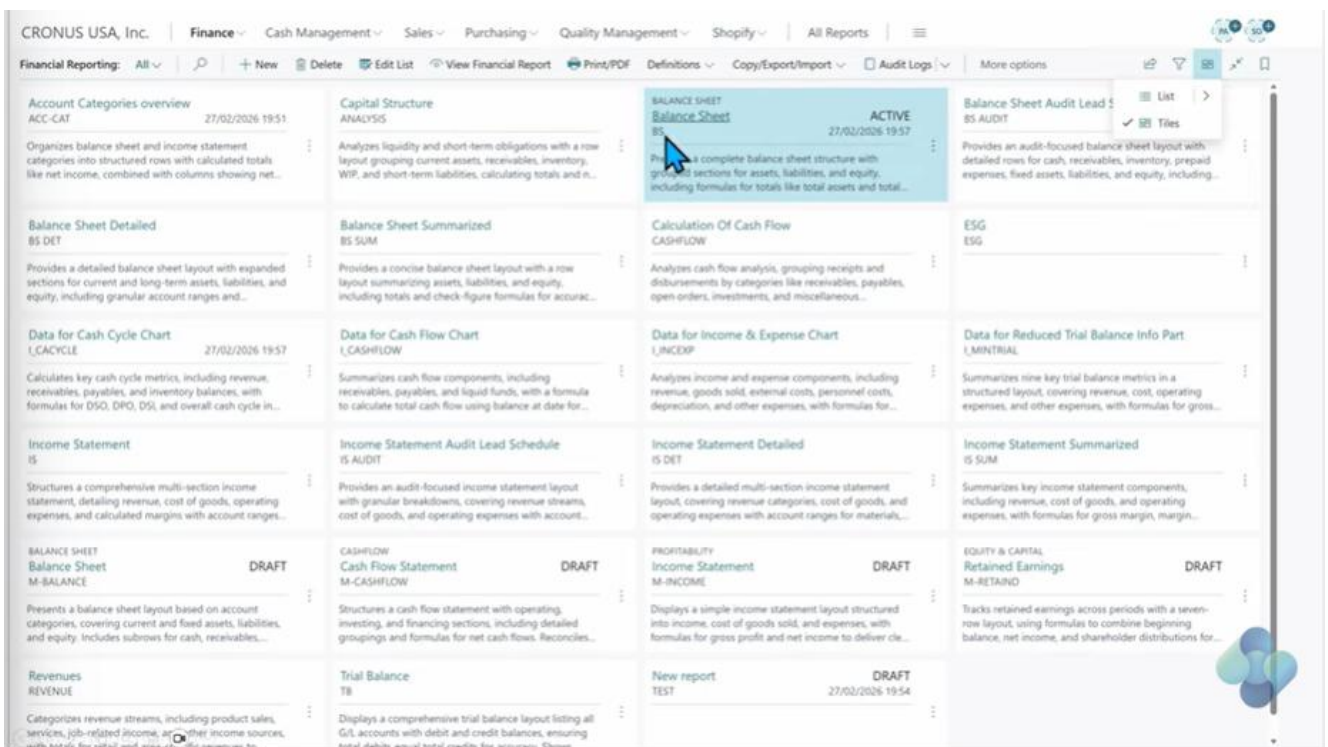 CRONUS USA, Inc. Finance Cash Management Sales Purchasing Quality Management Shopify All Reports PA SO
Financial Reporting: All + New Delete Edit List View Financial Report Print/PDF Definitions Copy/Export/Import Audit Logs More options
List
Tiles
Account Categories overview
ACC-CAT 27/02/2026 19:51
Organizes balance sheet and income statement
categories into structured rows with calculated totals
like net income, combined with columns showing net...
Capital Structure
ANALYSIS
Analyzes liquidity and short-term obligations with a row
layout grouping current assets, receivables, inventory,
WIP, and short-term liabilities, calculating totals and n...
BALANCE SHEET
Balance Sheet ACTIVE
BS 27/02/2026 19:57
a complete balance sheet structure with
sections for assets, liabilities, and equity,
including formulas for totals like total assets and total...
Balance Sheet Audit Lead
BS AUDIT
Provides an audit-focused balance sheet layout with
detailed rows for cash, receivables, inventory, prepaid
expenses, fixed assets, liabilities, and equity, including...
Balance Sheet Detailed
BS DET
Provides a detailed balance sheet layout with expanded
sections for current and long-term assets, liabilities, and
equity, including granular account ranges and...
Balance Sheet Summarized
BS SUM
Provides a concise balance sheet layout with a row
layout summarizing assets, liabilities, and equity,
including totals and check-figure formulas for accurac...
Calculation Of Cash Flow
CASHFLOW
Analyzes cash flow analysis, grouping receipts and
disbursements by categories like receivables, payables,
open orders, investments, and miscellaneous...
ESG
ESG
Data for Cash Cycle Chart
I_CACYCLE 27/02/2026 19:57
Calculates key cash cycle metrics, including revenue,
receivables, payables, and inventory balances, with
formulas for DSO, DPO, DSI, and overall cash cycle in...
Data for Cash Flow Chart
I_CASHFLOW
Summarizes cash flow components, including
receivables, payables, and liquid funds, with a formula
to calculate total cash flow using balance at date for...
Data for Income & Expense Chart
I_INCEXP
Analyzes income and expense components, including
revenue, goods sold, external costs, personnel costs,
depreciation, and other expenses, with formulas for...
Data for Reduced Trial Balance Info Part
I_MINTRIAL
Summarizes nine key trial balance metrics in a
structured layout, covering revenue, cost, operating
expenses, and other expenses, with formulas for gross...
Income Statement
IS
Structures a comprehensive multi-section income
statement, detailing revenue, cost of goods, operating
expenses, and calculated margins with account ranges...
Income Statement Audit Lead Schedule
IS AUDIT
Provides an audit-focused income statement layout
with granular breakdowns, covering revenue streams,
cost of goods, and operating expenses with account...
Income Statement Detailed
IS DET
Provides a detailed multi-section income statement
layout, covering revenue categories, cost of goods, and
operating expenses with account ranges for materials,...
Income Statement Summarized
IS SUM
Summarizes key income statement components,
including revenue, cost of goods, and operating
expenses, with formulas for gross margin, margin...
BALANCE SHEET
Balance Sheet DRAFT
M-BALANCE
Presents a balance sheet layout based on account
categories, covering current and fixed assets, liabilities,
and equity. Includes subrows for cash, receivables,...
CASHFLOW
Cash Flow Statement DRAFT
M-CASHFLOW
Structures a cash flow statement with operating,
investing, and financing sections, including detailed
groupings and formulas for net cash flows. Reconciles...
PROFITABILITY
Income Statement DRAFT
M-INCOME
Displays a simple income statement layout structured
into income, cost of goods sold, and expenses, with
formulas for gross profit and net income to deliver cle...
EQUITY & CAPITAL
Retained Earnings DRAFT
M-RETAIND
Tracks retained earnings across periods with a seven-
row layout, using formulas to combine beginning
balance, net income, and shareholder distributions for...
Revenues
REVENUE
Categorizes revenue streams, including product sales,
services, job-related income, other income sources,
Trial Balance
TB
Displays a comprehensive trial balance layout listing all
G/L accounts with debit and credit balances, ensuring
total debits equal total credits for accuracy. Shows
New report DRAFT
TEST 27/02/2026 19:54